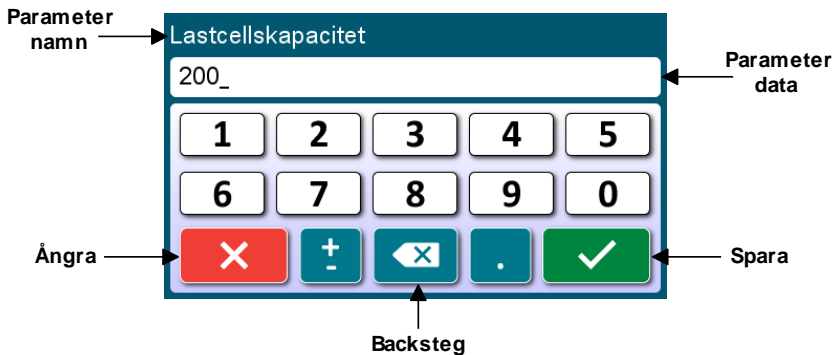 Parameter
namn
Lastcellskapacitet
200_
Parameter
data
1 2 3 4 5
6 7 8 9 0
Ångra
+
-
.
Spara
Backsteg